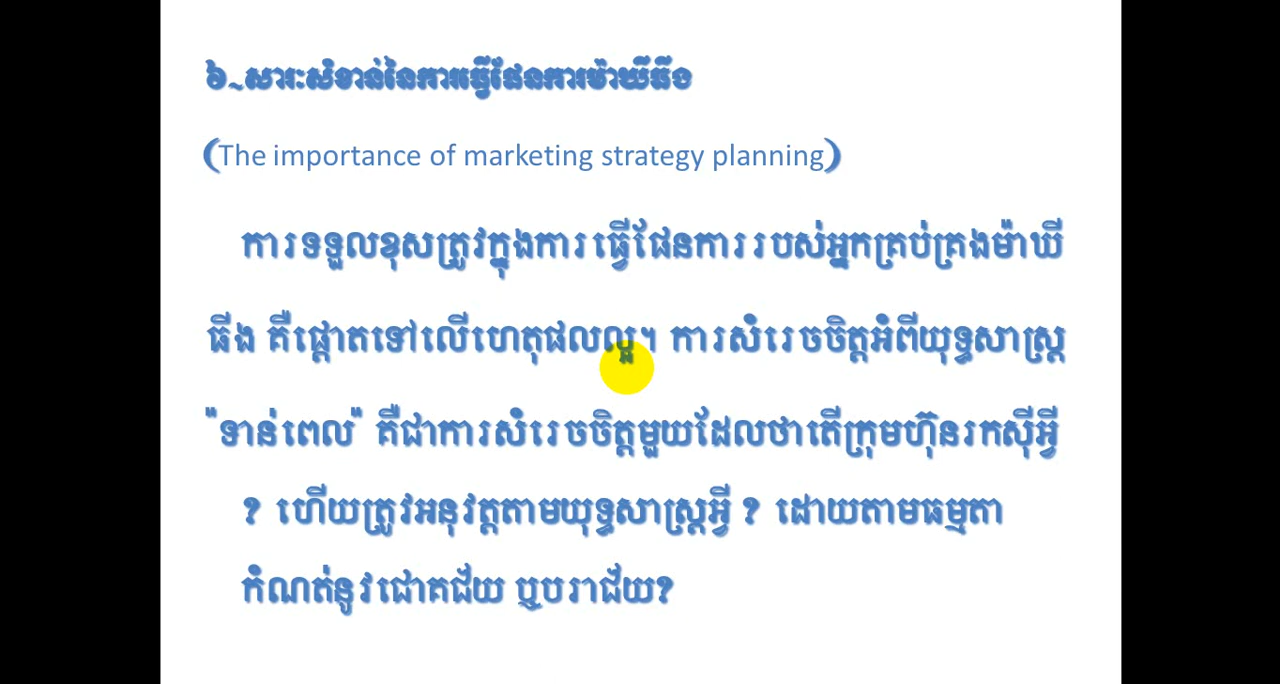 ៦~សារៈសំខាន់នៃការធ្វើផែនការម៉ាឃីធីង
(The importance of marketing strategy planning)
ការទទួលខុសត្រូវក្នុងការធ្វើផែនការរបស់អ្នកគ្រប់គ្រងម៉ាឃី
ធីង គឺផ្តោតទៅលើហេតុផលល្អ។ ការសំរេចចិត្តអំពីយុទ្ធសាស្ត្រ
"ទាន់ពេល" គឺជាការសំរេចចិត្តមួយដែលថាតើក្រុមហ៊ុនរកស៊ីអ្វី
? ហើយត្រូវអនុវត្តតាមយុទ្ធសាស្ត្រអ្វី ? ដោយតាមធម្មតា
កំណត់នូវជោគជ័យ ឬបរាជ័យ?